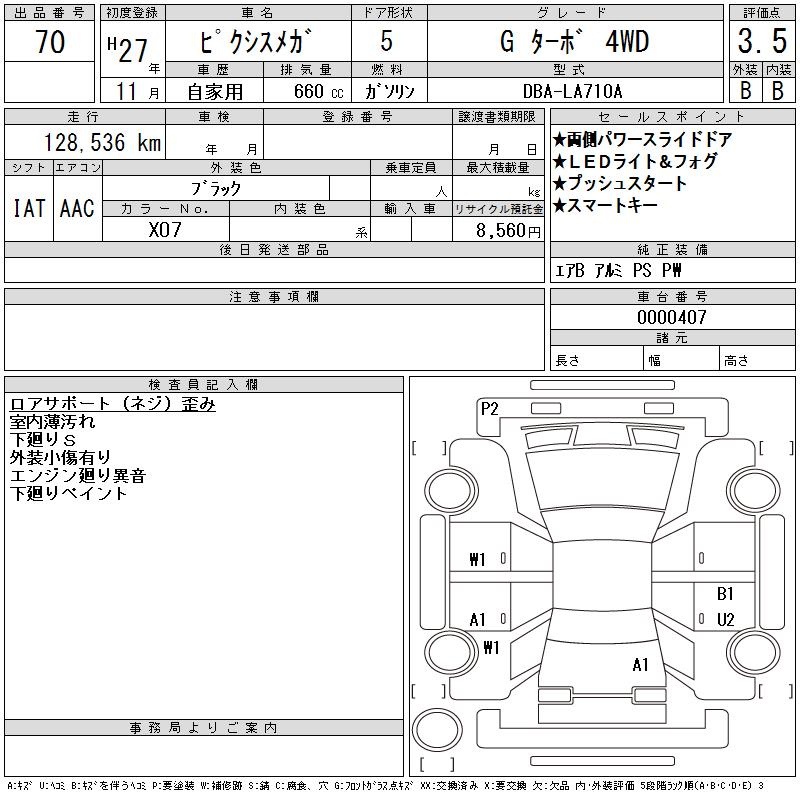 出品番号
70
初度登録
H27年
11月
車名
ﾋﾟｸｼｽﾒｶﾞ
ドア形状
5
グレード
G ﾀｰﾎﾞ 4WD
評価点
3.5
車歴
自家用
排気量
660 cc
燃料
ｶﾞｿﾘﾝ
型式
DBA-LA710A
外装 内装
B B
走行
128,536 km
車検
年 月
登録番号
譲渡書類期限
月 日
シフト
IAT
エアコン
AAC
外装色
ﾌﾞﾗｯｸ
乗車定員
人
最大積載量
kg
カラーNo.
X07
内装色
系
輸入車
リサイクル預託金
8,560円
後日発送部品
セールスポイント
★両側パワースライドドア
★LEDライト&フォグ
★プッシュスタート
★スマートキー
純正装備
ｴｱB ｱﾙﾐ PS PW
注意事項欄
車台番号
0000407
諸元
長さ 幅 高さ
検査員記入欄
ロアサポート（ネジ）歪み
室内薄汚れ
下廻りS
外装小傷有り
エンジン廻り異音
下廻りペイント
事務局よりご案内
P2
[ ] [ ]
W1
B1
A1 U2
W1
A1
[ ] [ ]
[ ]
A:ｷｽﾞ U:ﾍｺﾐ B:ｷｽﾞを伴うﾍｺﾐ P:要塗装 W:補修跡 S:錆 C:腐食、穴 G:ﾌﾛﾝﾄｶﾞﾗｽ点ｷｽﾞ XX:交換済み X:要交換 欠:欠品 内・外装評価 5段階ﾗﾝｸ順(A・B・C・D・E) 3